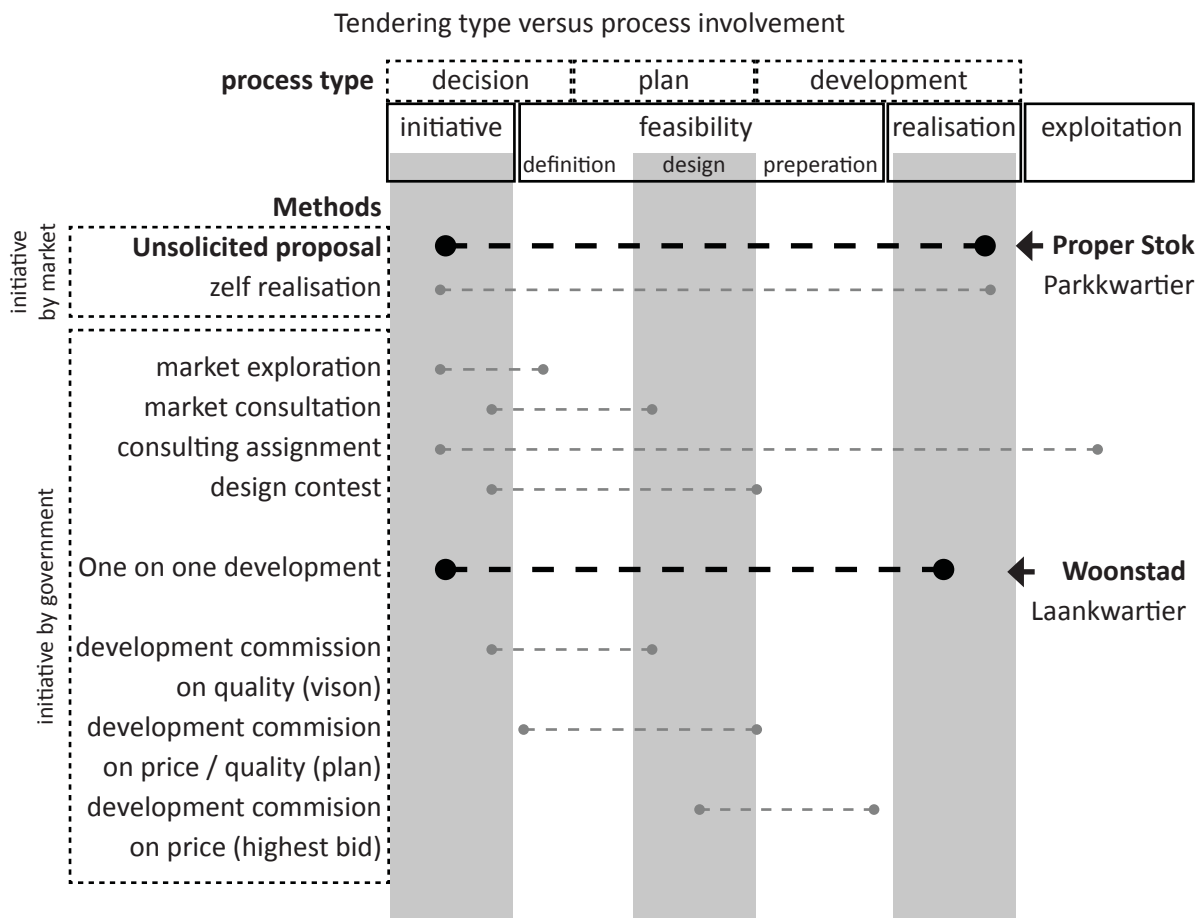 Tendering type versus process involvement
process type
decision
plan
development
initiative
feasibility
realisation
exploitation
definition
design
preperation
Methods
initiative
by market
Unsolicited proposal
Proper Stok
zelf realisation
Parkkwartier
initiative by government
market exploration
market consultation
consulting assignment
design contest
One on one development
Woonstad
Laankwartier
development commission
on quality (vison)
development commision
on price / quality (plan)
development commision
on price (highest bid)